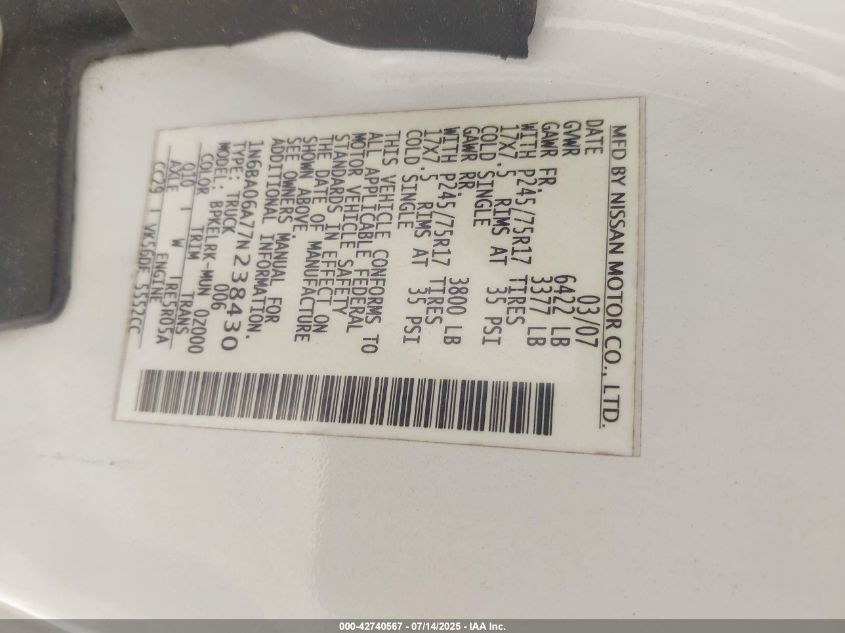 MFD BY NISSAN MOTOR CO., LTD.
DATE 03/07
GVWR 6422 LB
GAWR FR. 3377 LB
WITH P245/75R17 TIRES
17X7.5 RIMS AT 35 PSI
COLD SINGLE
GAWR RR. 3800 LB
WITH P245/75R17 TIRES
17X7.5 RIMS AT 35 PSI
COLD SINGLE
THIS VEHICLE CONFORMS TO
ALL APPLICABLE FEDERAL
MOTOR VEHICLE SAFETY
STANDARDS IN EFFECT ON
THE DATE OF MANUFACTURE
SHOWN ABOVE.
SEE OWNERS MANUAL FOR
ADDITIONAL INFORMATION.
1N6BA06A77N238430
TYPE: TRUCK 006
MODEL: BPKELRK-MUN 0Z000
COLOR TRIM TRANS
Q10 | W TRE5R05A
AXLE ENGINE
CC29 | VK56DE 5552CC
000-42740567 - 07/14/2025 - IAA Inc.